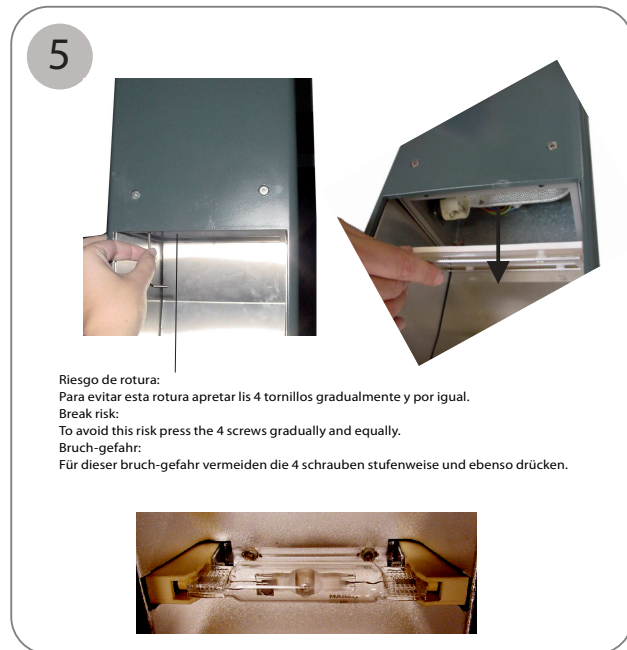 5
Riesgo de rotura:
Para evitar esta rotura apretar lis 4 tornillos gradualmente y por igual.
Break risk:
To avoid this risk press the 4 screws gradually and equally.
Bruch-gefahr:
Für dieser bruch-gefahr vermeiden die 4 schrauben stufenweise und ebenso drücken.